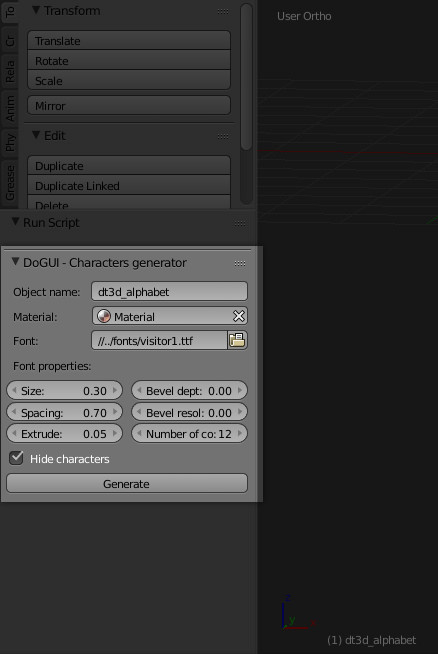 To
Cr
Rela
Anim
Phy
Grease
Transform
Translate
Rotate
Scale
Mirror
Edit
Duplicate
Duplicate Linked
Delete
Run Script
DoGUI - Characters generator
Object name: dt3d_alphabet
Material: Material
Font: //../fonts/visitor1.ttf
Font properties:
Size: 0.30 Bevel dept: 0.00
Spacing: 0.70 Bevel resol: 0.00
Extrude: 0.05 Number of co: 12
Hide characters
Generate
User Ortho
z
y
(1) dt3d_alphabet